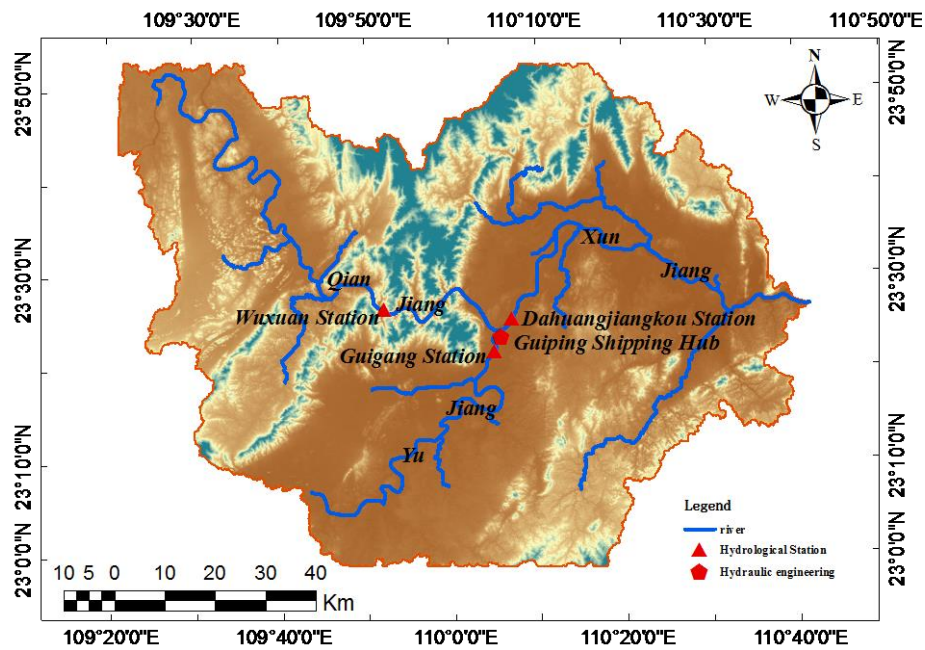 109°30'0"E 109°50'0"E 110°10'0"E 110°30'0"E 110°50'0"E
23°50'0"N
23°50'0"N
N
W E
S
Xun
Jiang
23°30'0"N
23°30'0"N
Qian
Jiang
Wuxuan Station
Dahuangjiangkou Station
Guiping Shipping Hub
Guigang Station
Jiang
Yu
23°10'0"N
23°10'0"N
Legend
river
Hydrological Station
Hydraulic engineering
23°0'0"N
23°0'0"N
10 5 0 10 20 30 40
Km
109°20'0"E 109°40'0"E 110°0'0"E 110°20'0"E 110°40'0"E